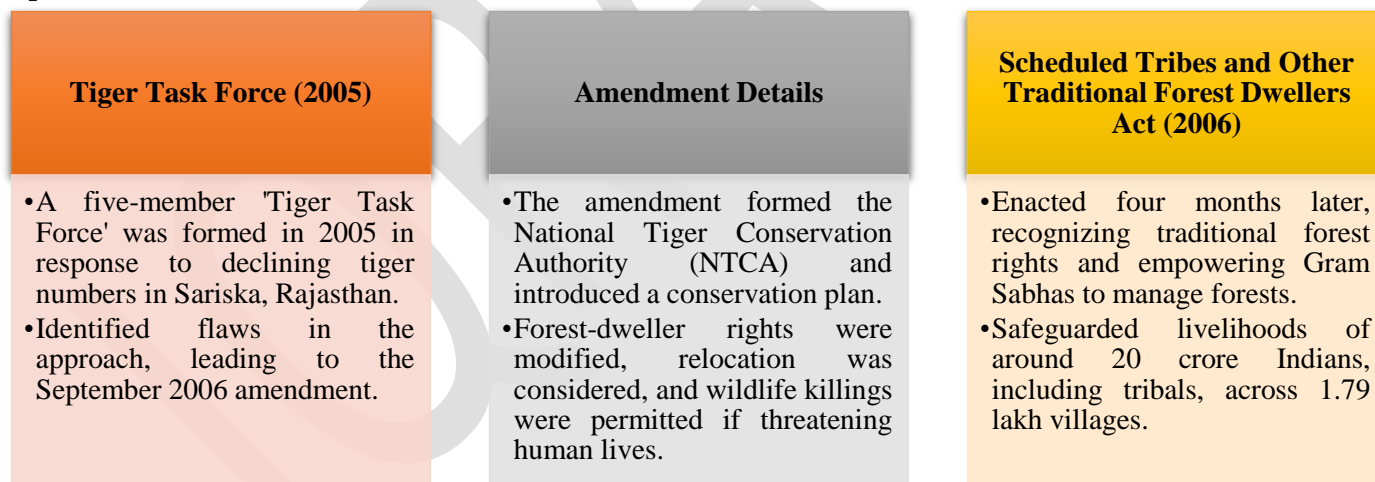 Tiger Task Force (2005)
•A five-member 'Tiger Task
Force' was formed in 2005 in
response to declining tiger
numbers in Sariska, Rajasthan.
•Identified flaws in the
approach, leading to the
September 2006 amendment.
Amendment Details
•The amendment formed the
National Tiger Conservation
Authority (NTCA) and
introduced a conservation plan.
•Forest-dweller rights were
modified, relocation was
considered, and wildlife killings
were permitted if threatening
human lives.
Scheduled Tribes and Other
Traditional Forest Dwellers
Act (2006)
•Enacted four months later,
recognizing traditional forest
rights and empowering Gram
Sabhas to manage forests.
•Safeguarded livelihoods of
around 20 crore Indians,
including tribals, across 1.79
lakh villages.